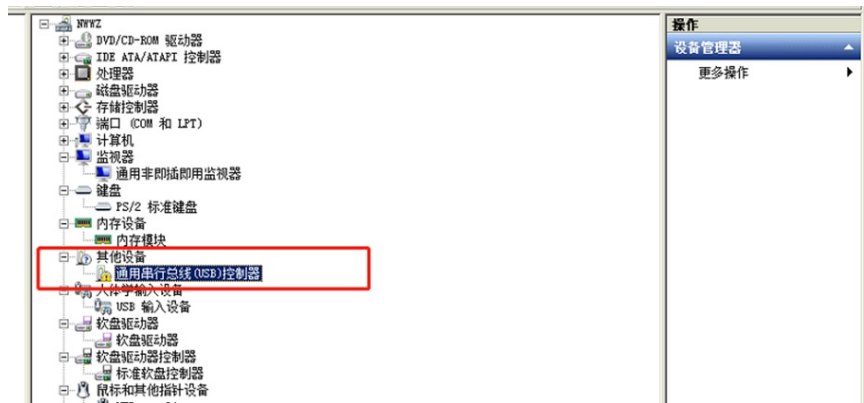 NWWZ
DVD/CD-ROM 驱动器
IDE ATA/ATAPI 控制器
处理器
磁盘驱动器
存储控制器
端口 (COM 和 LPT)
计算机
监视器
通用非即插即用监视器
键盘
PS/2 标准键盘
内存设备
内存模块
其他设备
通用串行总线(USB)控制器
人体学输入设备
USB 输入设备
软盘驱动器
软盘驱动器
软盘驱动器控制器
标准软盘控制器
鼠标和其他指针设备
操作
设备管理器
更多操作